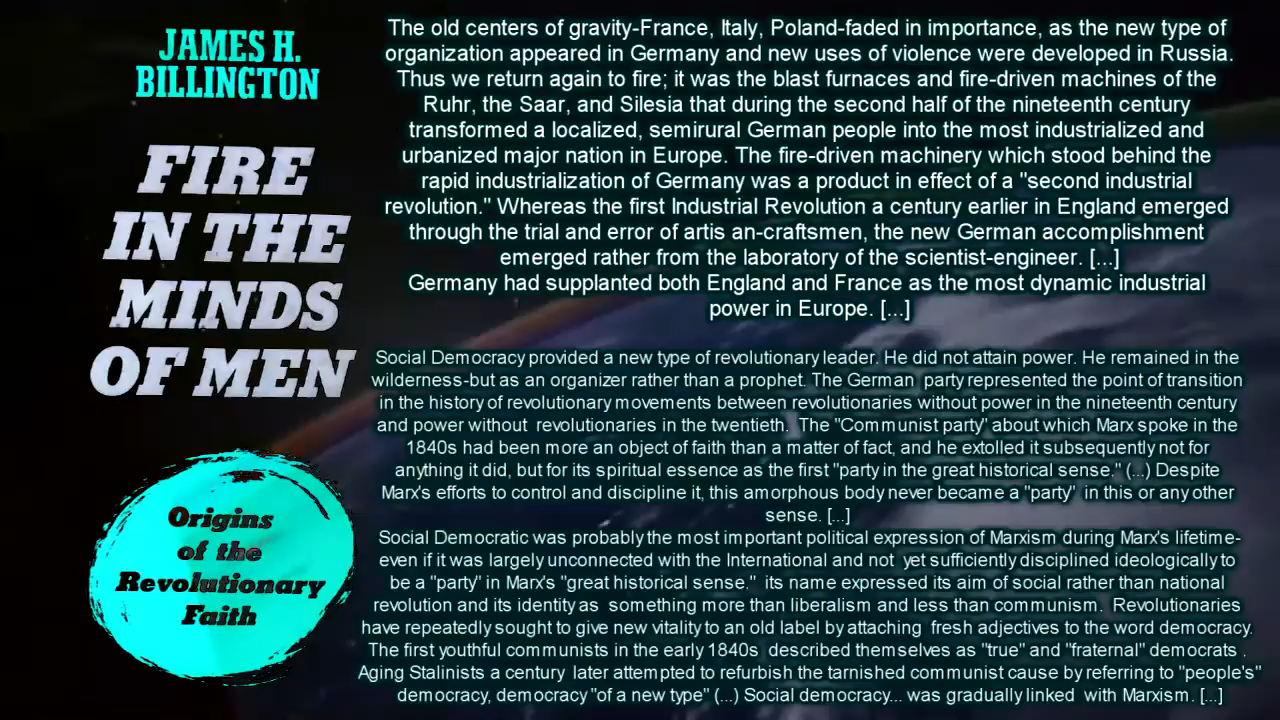 JAMES H.
BILLINGTON
FIRE
IN THE
MINDS
OF MEN
Origins
of the
Revolutionary
Faith
The old centers of gravity-France, Italy, Poland-faded in importance, as the new type of
organization appeared in Germany and new uses of violence were developed in Russia.
Thus we return again to fire; it was the blast furnaces and fire-driven machines of the
Ruhr, the Saar, and Silesia that during the second half of the nineteenth century
transformed a localized, semirural German people into the most industrialized and
urbanized major nation in Europe. The fire-driven machinery which stood behind the
rapid industrialization of Germany was a product in effect of a "second industrial
revolution." Whereas the first Industrial Revolution a century earlier in England emerged
through the trial and error of artis an-craftsmen, the new German accomplishment
emerged rather from the laboratory of the scientist-engineer. [...]
Germany had supplanted both England and France as the most dynamic industrial
power in Europe. [...]
Social Democracy provided a new type of revolutionary leader. He did not attain power. He remained in the
wilderness-but as an organizer rather than a prophet. The German party represented the point of transition
in the history of revolutionary movements between revolutionaries without power in the nineteenth century
and power without revolutionaries in the twentieth. The "Communist party" about which Marx spoke in the
1840s had been more an object of faith than a matter of fact, and he extolled it subsequently not for
anything it did, but for its spiritual essence as the first "party in the great historical sense." (...) Despite
Marx's efforts to control and discipline it, this amorphous body never became a "party" in this or any other
sense. [...]
Social Democratic was probably the most important political expression of Marxism during Marx's lifetime-
even if it was largely unconnected with the International and not yet sufficiently disciplined ideologically to
be a "party" in Marx's "great historical sense." its name expressed its aim of social rather than national
revolution and its identity as something more than liberalism and less than communism. Revolutionaries
have repeatedly sought to give new vitality to an old label by attaching fresh adjectives to the word democracy.
The first youthful communists in the early 1840s described themselves as "true" and "fraternal" democrats .
Aging Stalinists a century later attempted to refurbish the tarnished communist cause by referring to "people's"
democracy, democracy "of a new type" (...) Social democracy... was gradually linked with Marxism. [...]